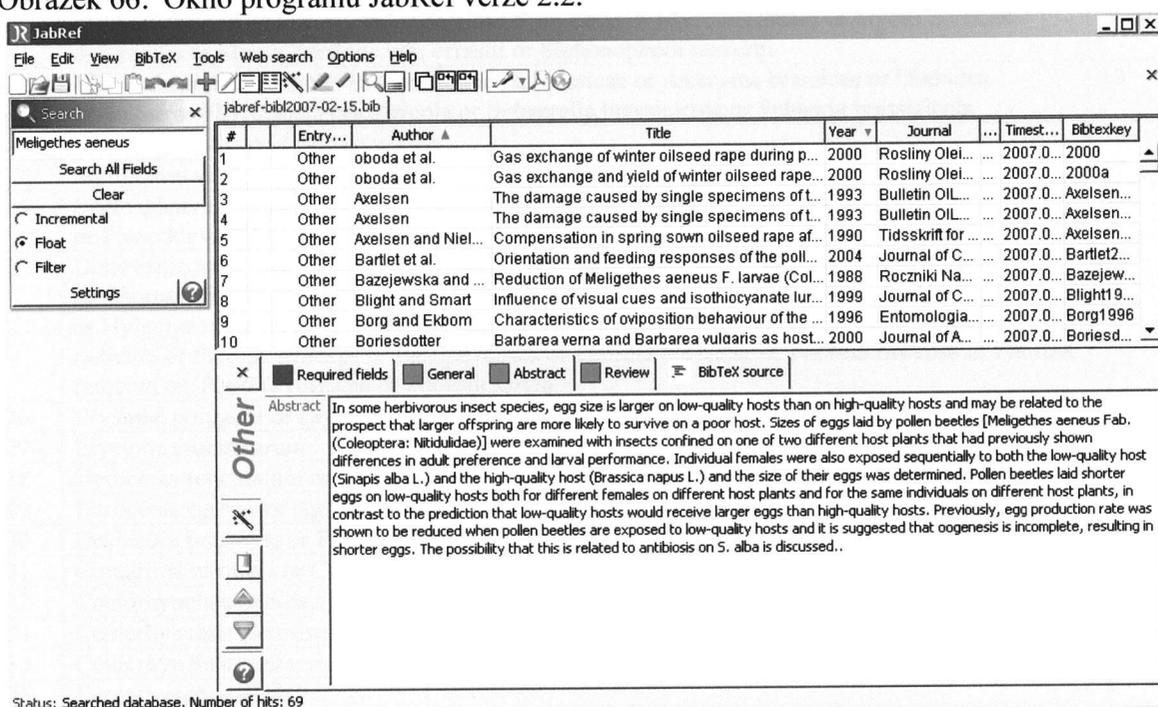 Obrázek 66: Okno programu JabRef verze 2.2.
JabRef
File Edit View BibTeX Tools Web search Options Help
Search
jabref-bibl2007-02-15.bib
Meligethes aeneus
Search All Fields
Clear
Incremental
Float
Filter
Settings
# Entry... Author Title Year Journal ... Timest... Bibtexkey
1 Other oboda et al. Gas exchange of winter oilseed rape during p... 2000 Rosliny Olei... ... 2007.0... 2000
2 Other oboda et al. Gas exchange and yield of winter oilseed rape... 2000 Rosliny Olei... ... 2007.0... 2000a
3 Other Axelsen The damage caused by single specimens of t... 1993 Bulletin OIL... ... 2007.0... Axelsen...
4 Other Axelsen The damage caused by single specimens of t... 1993 Bulletin OIL... ... 2007.0... Axelsen...
5 Other Axelsen and Niel... Compensation in spring sown oilseed rape af... 1990 Tidsskrift for ... ... 2007.0... Axelsen...
6 Other Bartlet et al. Orientation and feeding responses of the poll... 2004 Journal of C... ... 2007.0... Bartlet2...
7 Other Bazejewska and ... Reduction of Meligethes aeneus F. larvae (Col... 1988 Roczniki Na... ... 2007.0... Bazejew...
8 Other Blight and Smart Influence of visual cues and isothiocyanate lur... 1999 Journal of C... ... 2007.0... Blight19...
9 Other Borg and Ekbom Characteristics of oviposition behaviour of the ... 1996 Entomologia... ... 2007.0... Borg1996
10 Other Boriesdotter Barbarea verna and Barbarea vulgaris as host... 2000 Journal of A... ... 2007.0... Boriesd...
Required fields General Abstract Review BibTeX source
Other
Abstract
In some herbivorous insect species, egg size is larger on low-quality hosts than on high-quality hosts and may be related to the
prospect that larger offspring are more likely to survive on a poor host. Sizes of eggs laid by pollen beetles [Meligethes aeneus Fab.
(Coleoptera: Nitidulidae)] were examined with insects confined on one of two different host plants that had previously shown
differences in adult preference and larval performance. Individual females were also exposed sequentially to both the low-quality host
(Sinapis alba L.) and the high-quality host (Brassica napus L.) and the size of their eggs was determined. Pollen beetles laid shorter
eggs on low-quality hosts both for different females on different host plants and for the same individuals on different host plants, in
contrast to the prediction that low-quality hosts would receive larger eggs than high-quality hosts. Previously, egg production rate was
shown to be reduced when pollen beetles are exposed to low-quality hosts and it is suggested that oogenesis is incomplete, resulting in
shorter eggs. The possibility that this is related to antibiosis on S. alba is discussed..
Status: Searched database. Number of hits: 69